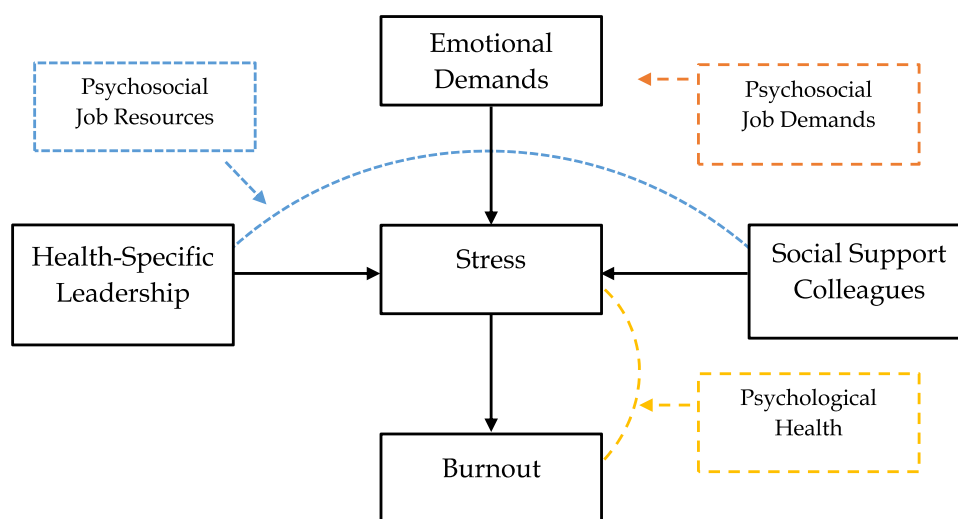 Emotional
Demands
Psychosocial
Job Resources
Psychosocial
Job Demands
Health-Specific
Leadership
Stress
Social Support
Colleagues
Psychological
Health
Burnout